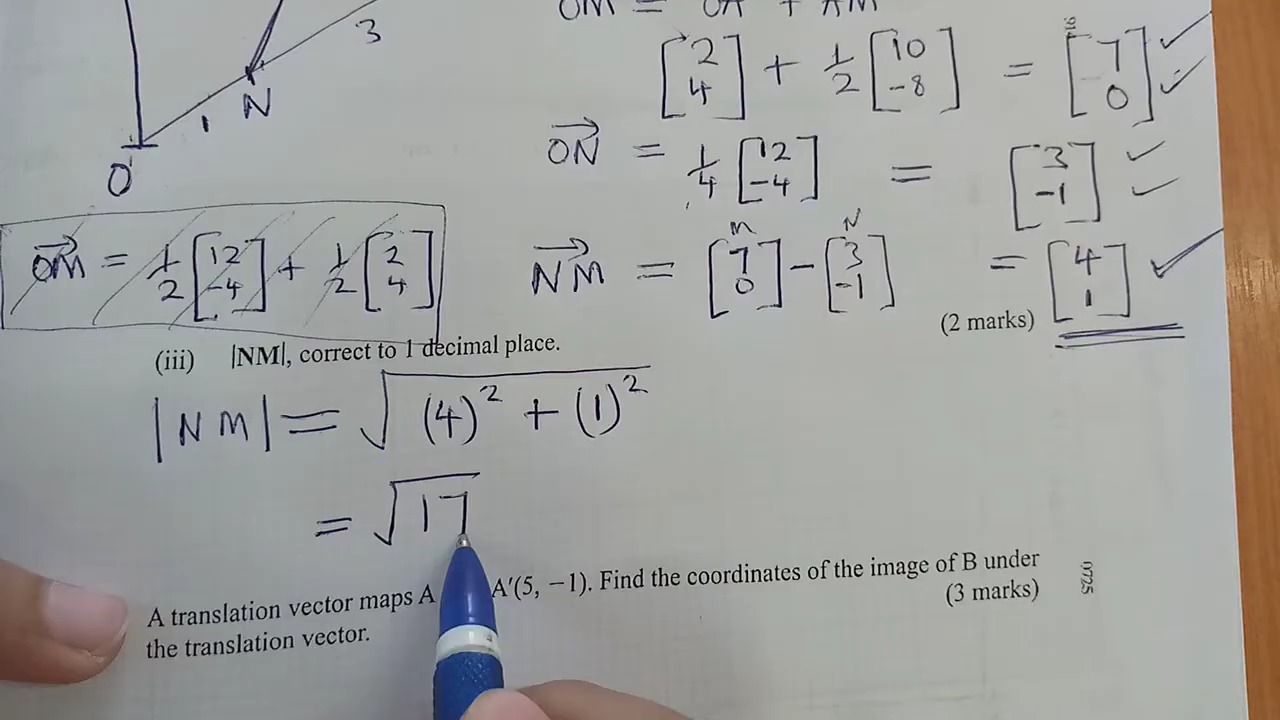 OM = OA + AM
3
[2 4] + 1/2 [10 -8] = [7 0] ✓ ✓
N
1
O
ON = 1/4 [12 -4] = [3 -1] ✓ ✓
OM = 1/2 [12 -4] + 1/2 [2 4]
M N
NM = [7 0] - [3 -1] = [4 1] ✓
(2 marks)
(iii) |NM|, correct to 1 decimal place.
|NM| = √(4)² + (1)²
= √17
A translation vector maps A A′(5, −1). Find the coordinates of the image of B under
the translation vector.
(3 marks)
0725